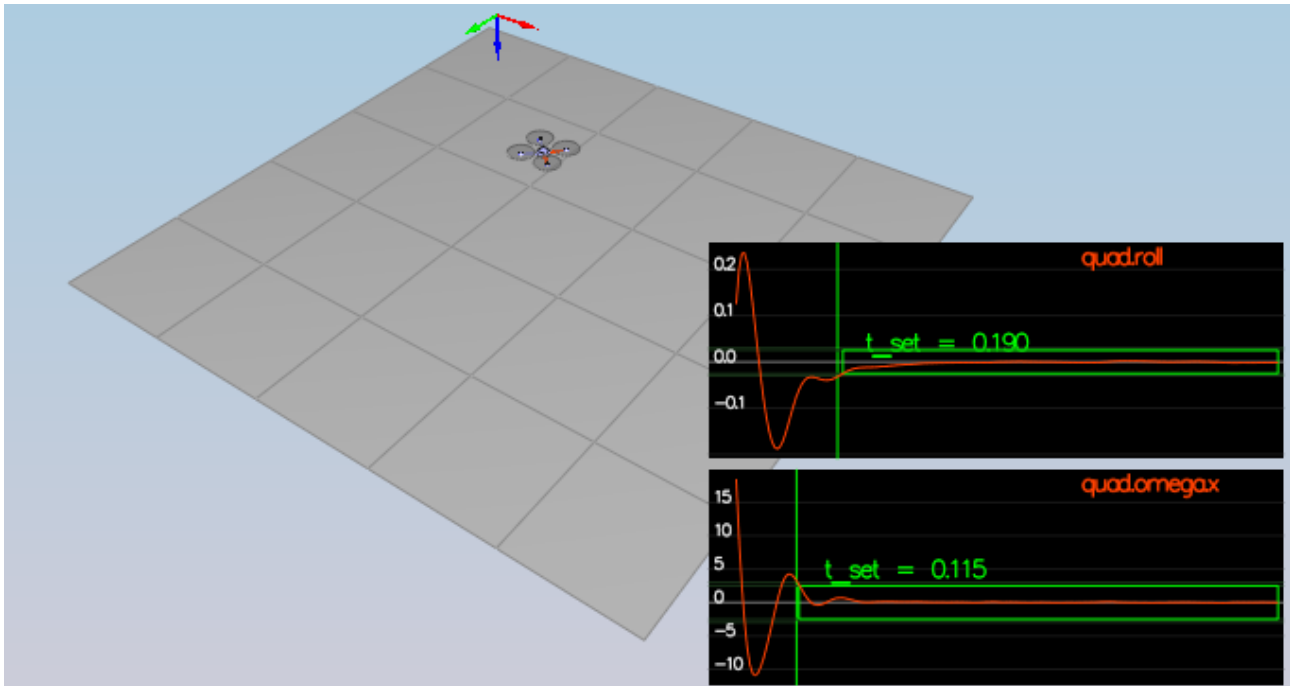 quad.roll
0.2
0.1
t_set = 0.190
0.0
−0.1
quad.omega.x
15
10
5
t_set = 0.115
0
−5
−10